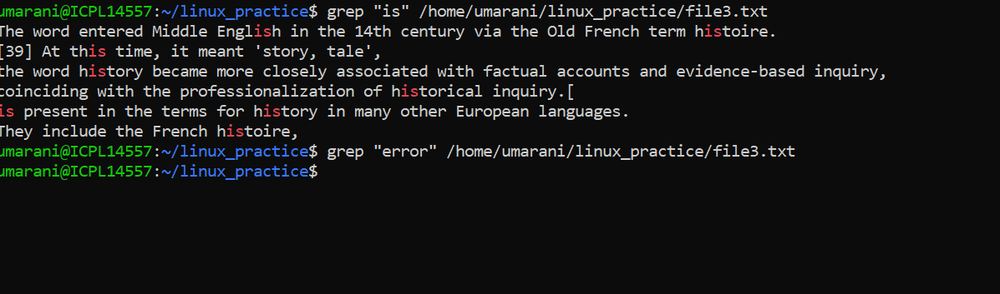 umarani@ICPL14557:~/linux_practice$ grep "is" /home/umarani/linux_practice/file3.txt
The word entered Middle English in the 14th century via the Old French term histoire.
[39] At this time, it meant 'story, tale',
the word history became more closely associated with factual accounts and evidence-based inquiry,
coinciding with the professionalization of historical inquiry.[
is present in the terms for history in many other European languages.
They include the French histoire,
umarani@ICPL14557:~/linux_practice$ grep "error" /home/umarani/linux_practice/file3.txt
umarani@ICPL14557:~/linux_practice$